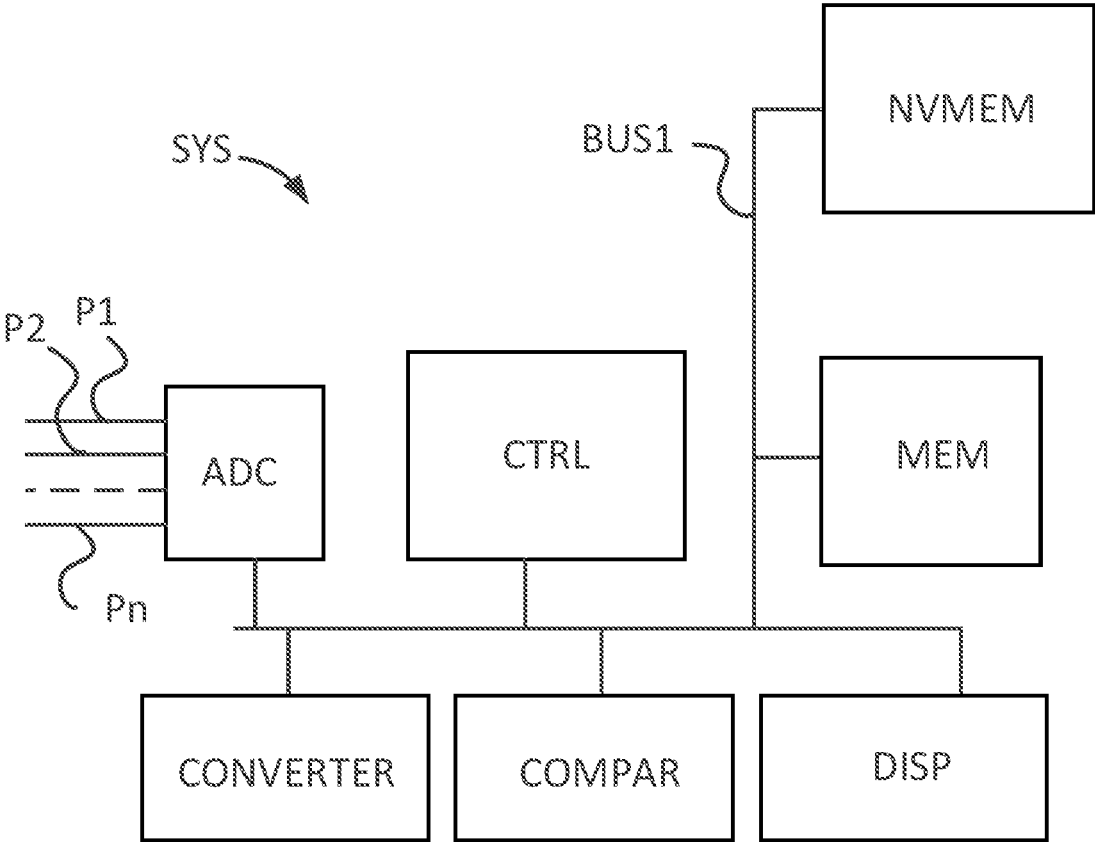 NVMEM
BUS1
SYS
P1
P2
CTRL
MEM
ADC
Pn
CONVERTER
COMPAR
DISP